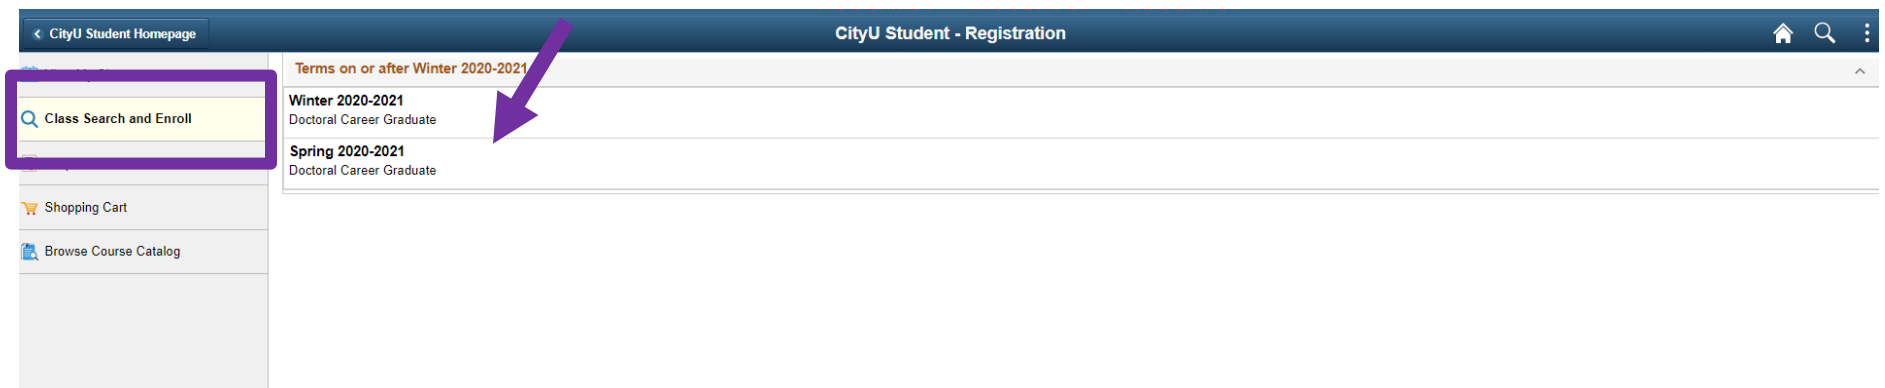 CityU Student Homepage
CityU Student - Registration
Class Search and Enroll
Shopping Cart
Browse Course Catalog
Terms on or after Winter 2020-2021
Winter 2020-2021
Doctoral Career Graduate
Spring 2020-2021
Doctoral Career Graduate